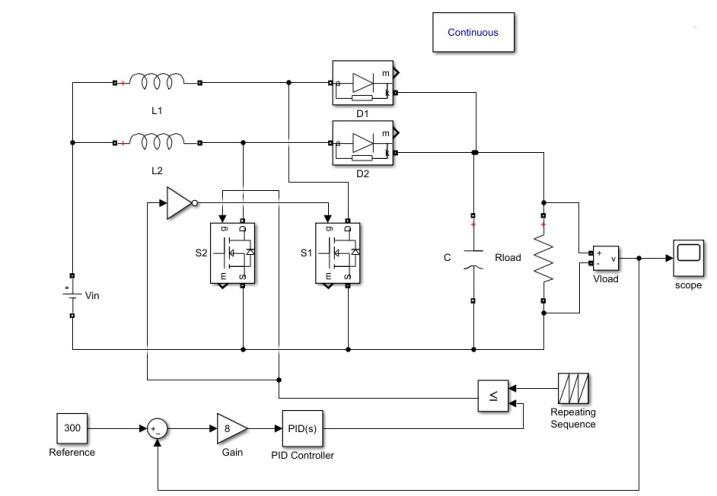 Continuous
m
a
k
D1
L1
m
a
k
D2
L2
g
D
S2
m
S
g
D
S1
m
S
C
Rload
+
-
v
Vload
scope
+
Vin
≤
Repeating
Sequence
300
Reference
+
-
8
Gain
PID(s)
PID Controller